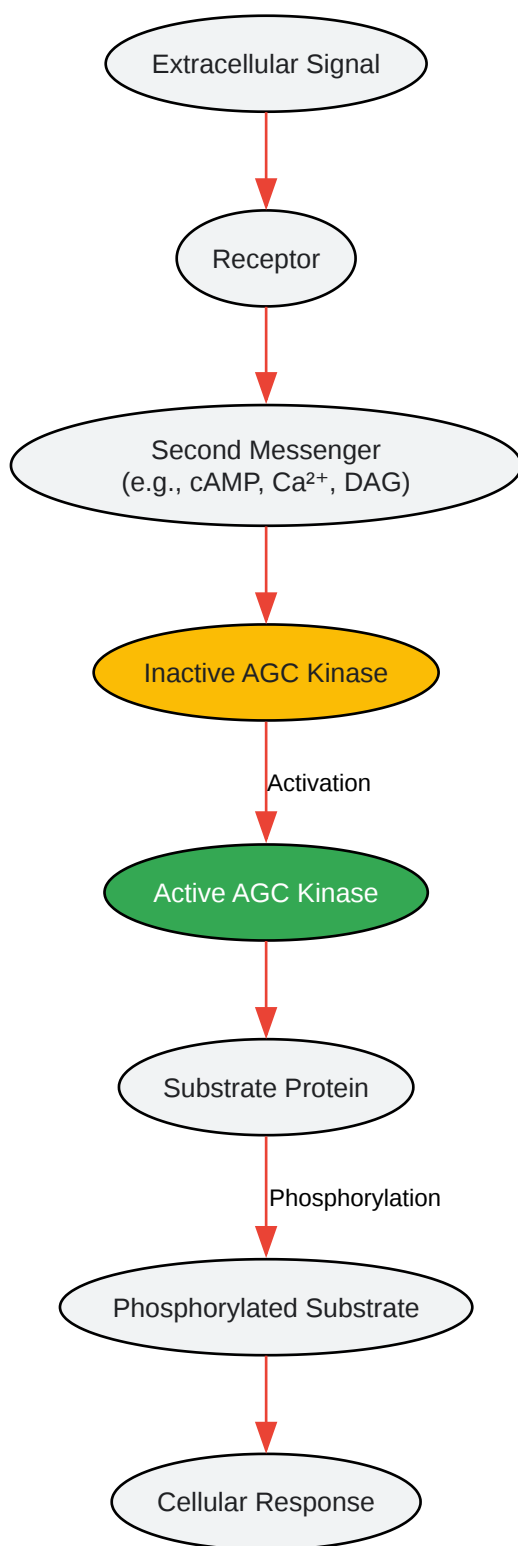 Extracellular Signal
Receptor
Second Messenger
(e.g., cAMP, Ca²⁺, DAG)
Inactive AGC Kinase
Activation
Active AGC Kinase
Substrate Protein
Phosphorylation
Phosphorylated Substrate
Cellular Response